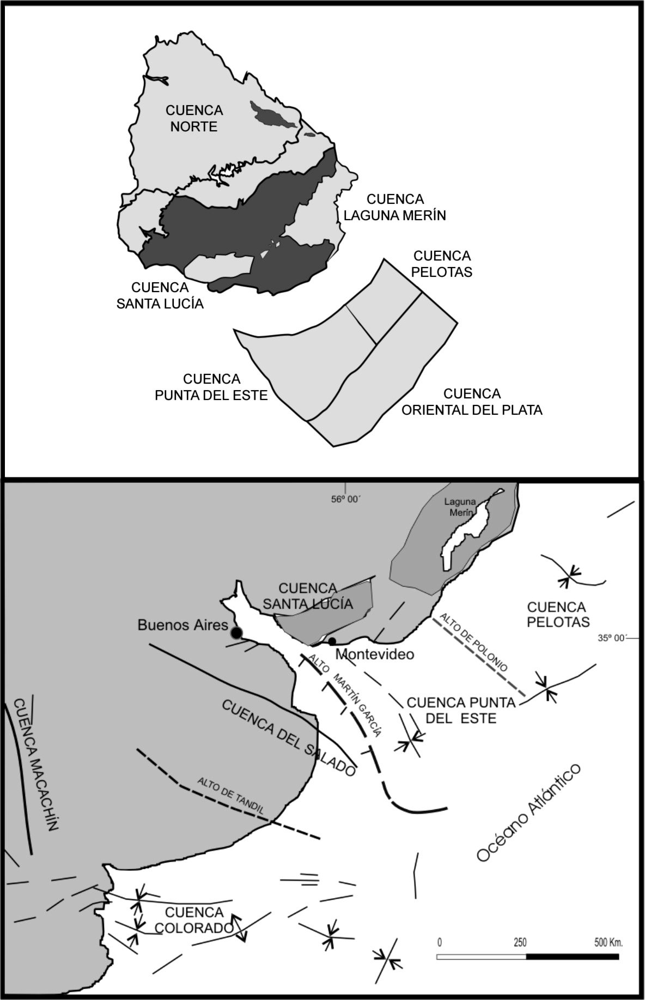 CUENCA
NORTE
CUENCA
LAGUNA MERÍN
CUENCA
PELOTAS
CUENCA
SANTA LUCÍA
CUENCA
PUNTA DEL ESTE
CUENCA
ORIENTAL DEL PLATA
56º 00´
Laguna
Merín
CUENCA
SANTA LUCÍA
CUENCA
PELOTAS
Buenos Aires
ALTO DE POLONIO
35º 00´
Montevideo
ALTO MARTÍN GARCÍA
CUENCA PUNTA
DEL ESTE
CUENCA MACACHÍN
CUENCA DEL SALADO
ALTO DE TANDIL
Océano Atlántico
CUENCA
COLORADO
0 250 500 Km.